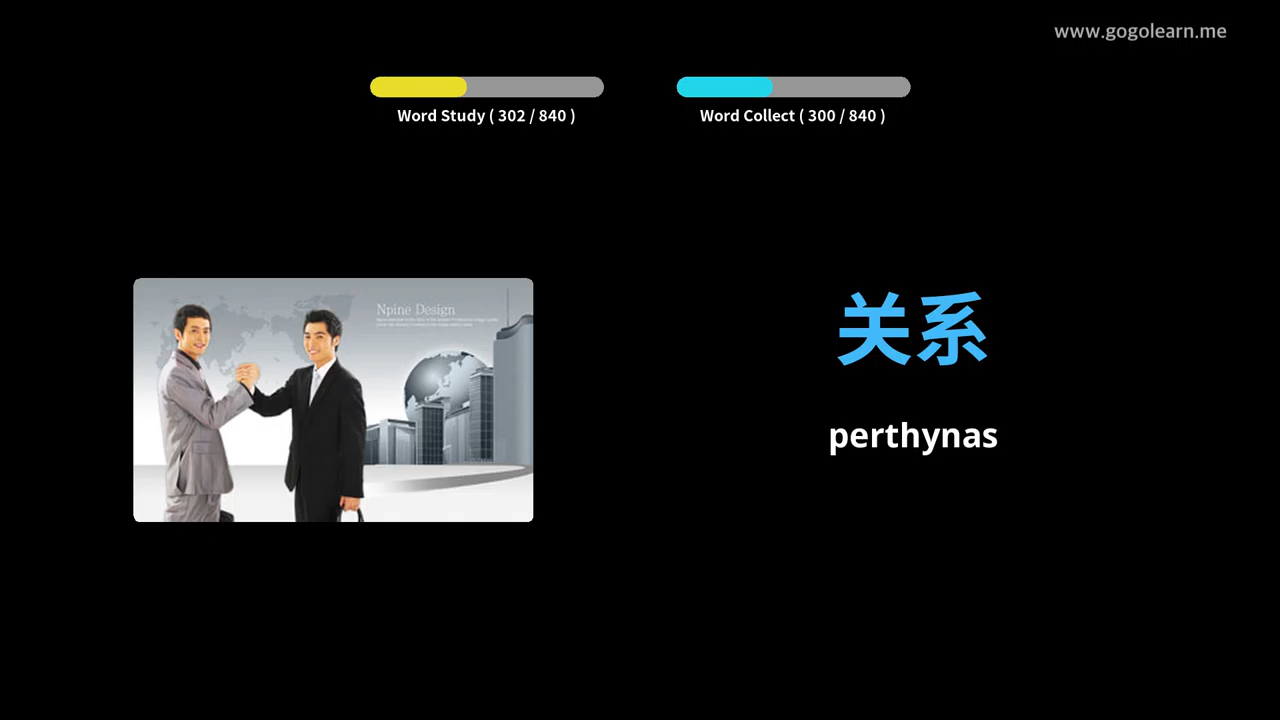 www.gogolearn.me
Word Study ( 302 / 840 )
Word Collect ( 300 / 840 )
Npine Design
关系
perthynas